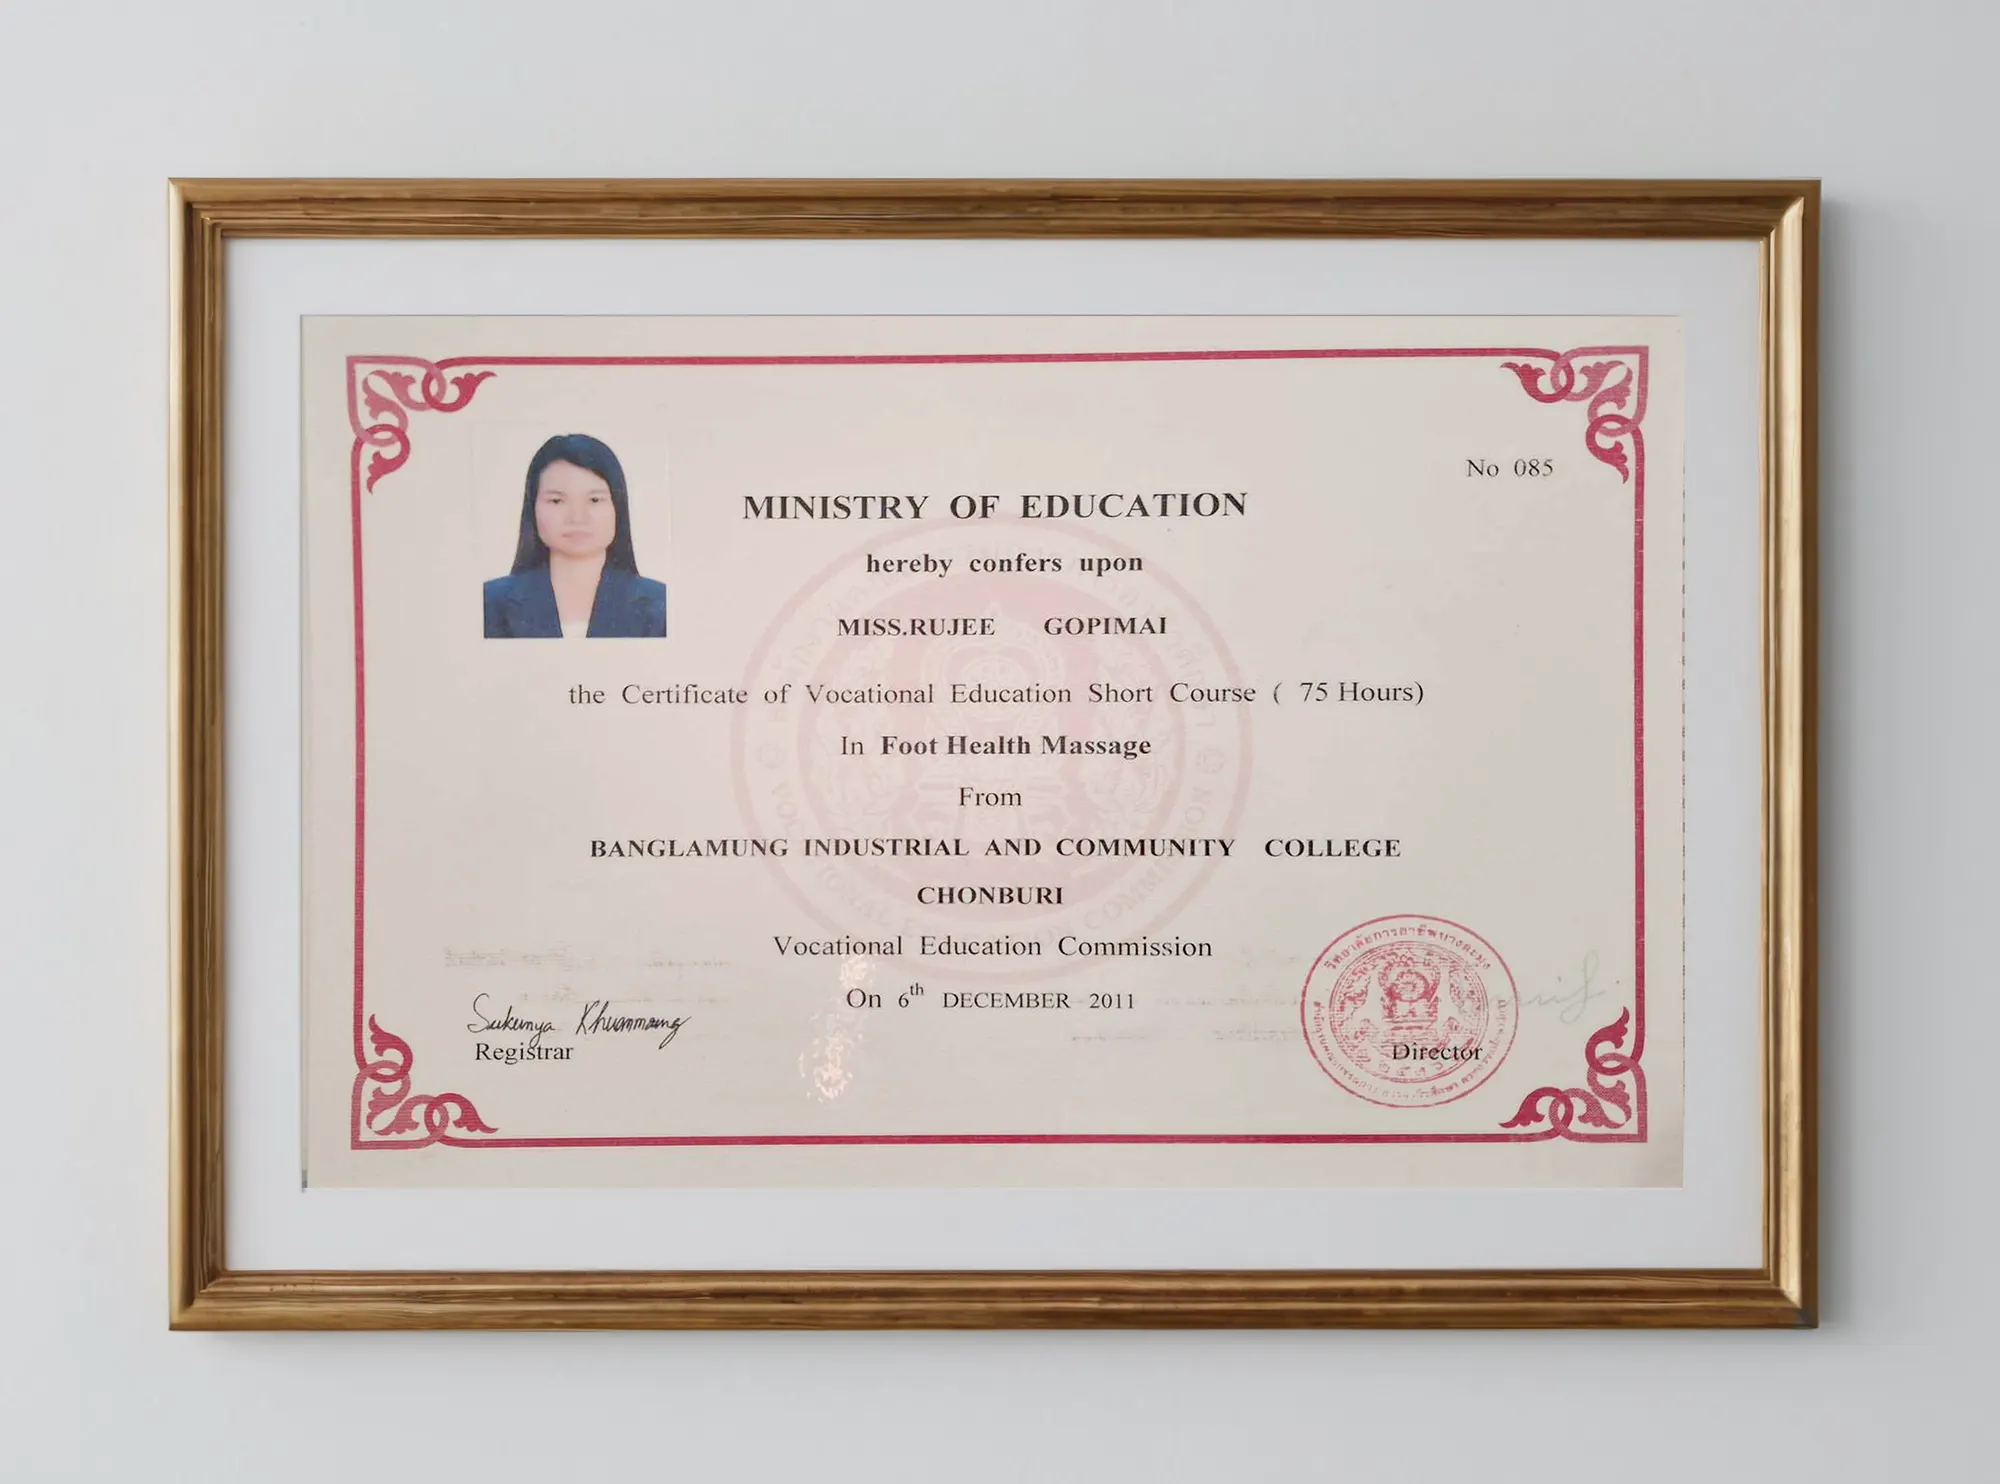 No 085
MINISTRY OF EDUCATION
hereby confers upon
MISS.RUJEE GOPIMAI
the Certificate of Vocational Education Short Course ( 75 Hours)
In Foot Health Massage
From
BANGLAMUNG INDUSTRIAL AND COMMUNITY COLLEGE
CHONBURI
Vocational Education Commission
On 6th DECEMBER 2011
Sukunya Khuanmaung
Registrar
Director